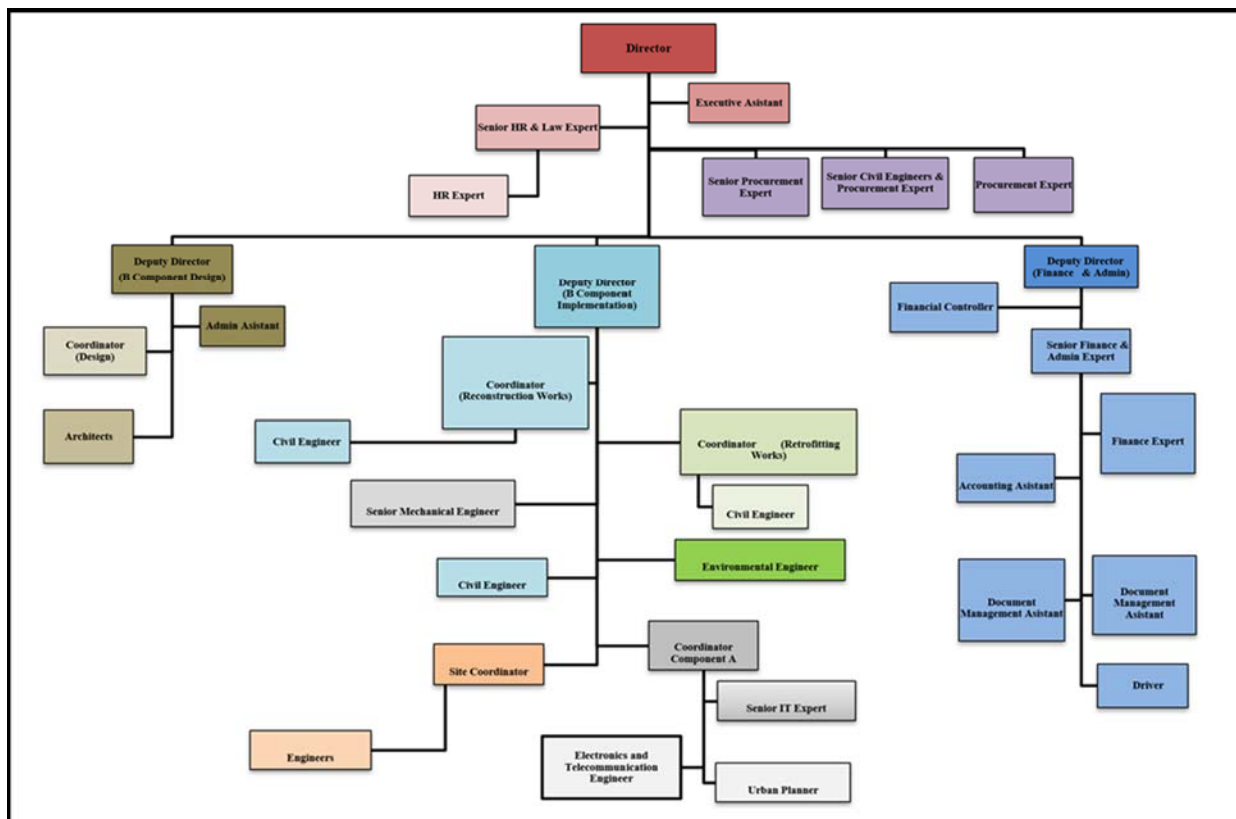 Director
Executive Asistant
Senior HR & Law Expert
HR Expert
Senior Procurement
Expert
Senior Civil Engineers &
Procurement Expert
Procurement Expert
Deputy Director
(B Component Design)
Admin Asistant
Coordinator
(Design)
Architects
Deputy Director
(B Component
Implementation)
Coordinator
(Reconstruction Works)
Civil Engineer
Coordinator (Retrofitting
Works)
Civil Engineer
Senior Mechanical Engineer
Environmental Engineer
Civil Engineer
Site Coordinator
Engineers
Coordinator
Component A
Senior IT Expert
Electronics and
Telecommunication
Engineer
Urban Planner
Deputy Director
(Finance & Admin)
Financial Controller
Senior Finance &
Admin Expert
Finance Expert
Accounting Asistant
Document
Management Asistant
Document
Management
Asistant
Driver